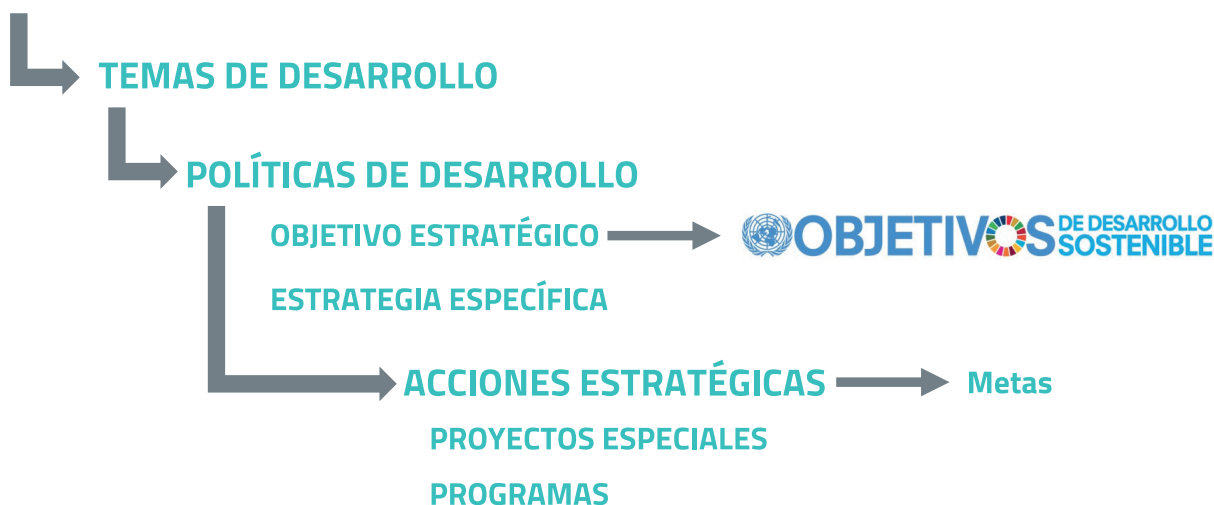 TEMAS DE DESARROLLO
POLÍTICAS DE DESARROLLO
OBJETIVO ESTRATÉGICO
OBJETIVOS DE DESARROLLO SOSTENIBLE
ESTRATEGIA ESPECÍFICA
ACCIONES ESTRATÉGICAS
Metas
PROYECTOS ESPECIALES
PROGRAMAS